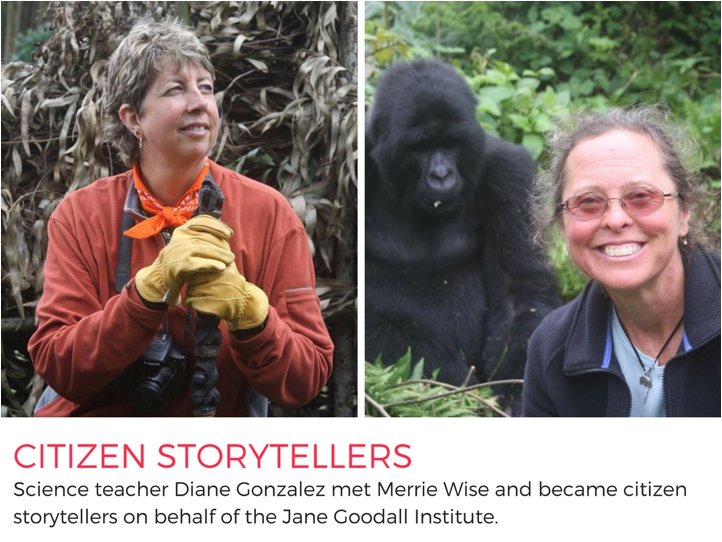 CITIZEN STORYTELLERS
Science teacher Diane Gonzalez met Merrie Wise and became citizen
storytellers on behalf of the Jane Goodall Institute.